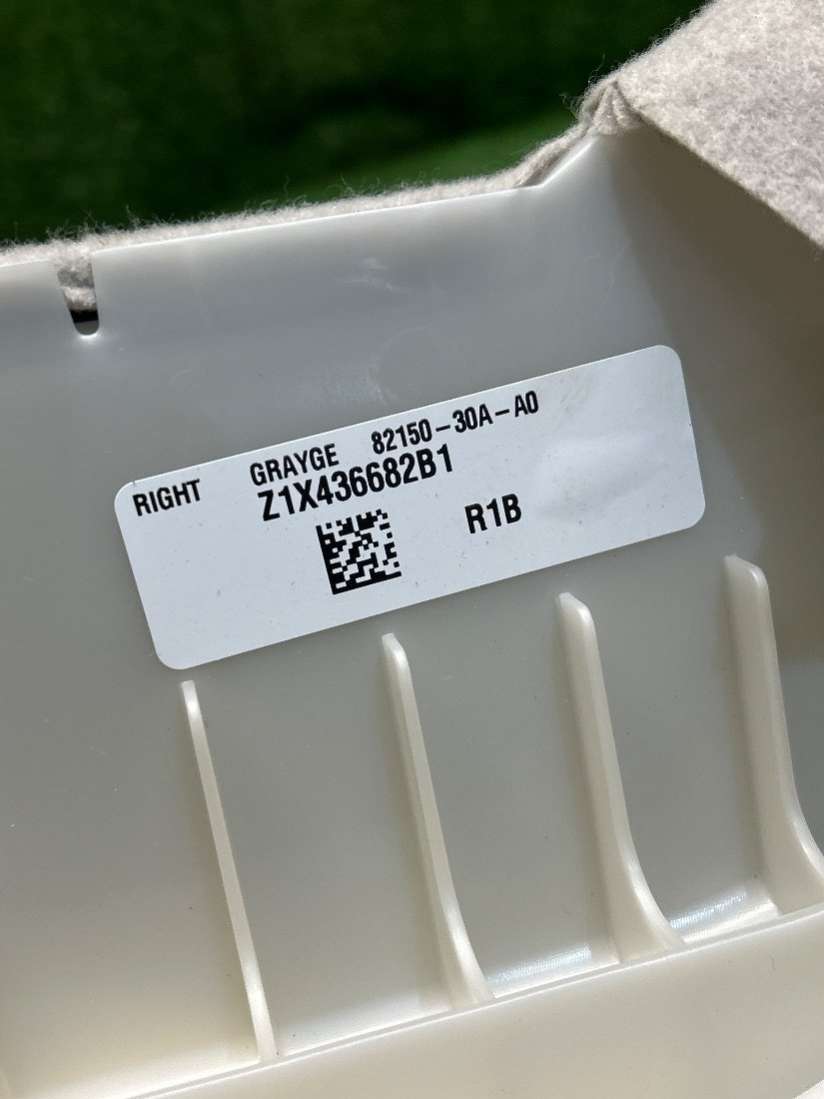 RIGHT GRAYGE 82150-30A-A0
Z1X436682B1
R1B